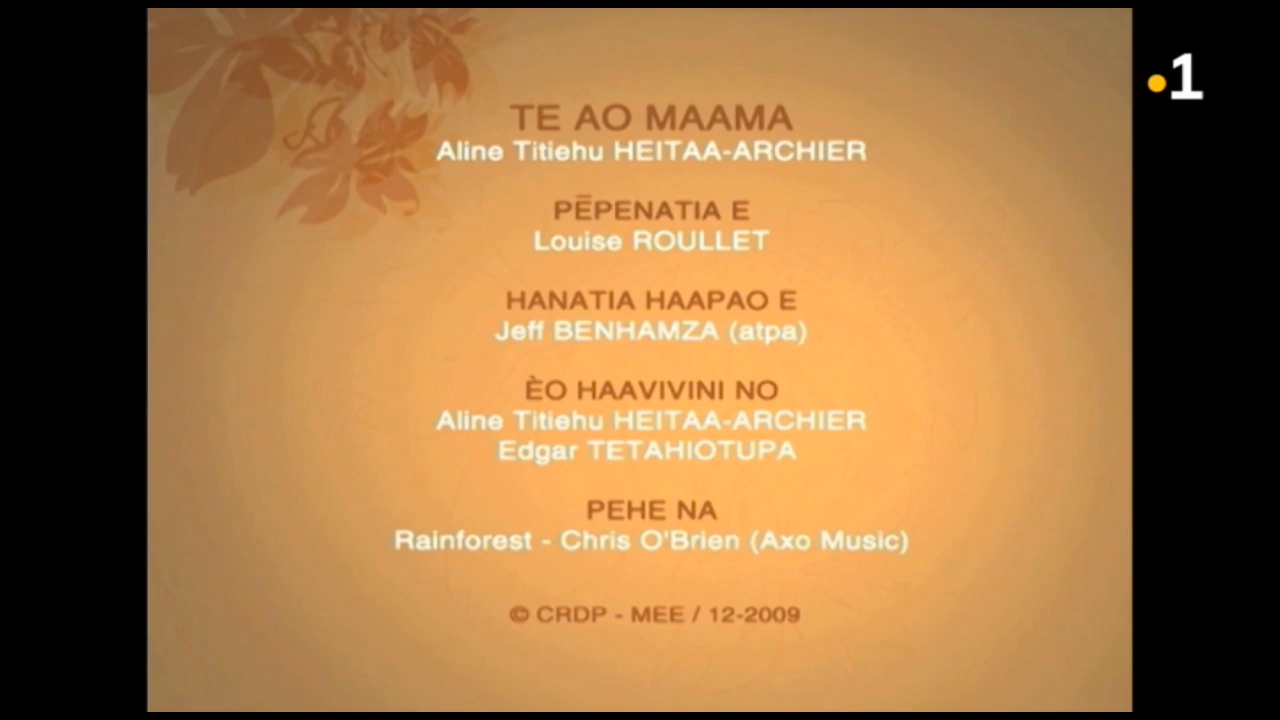 TE AO MAAMA
Aline Titiehu HEITAA-ARCHIER
PĒPENATIA E
Louise ROULLET
HANATIA HAAPAO E
Jeff BENHAMZA (atpa)
ÈO HAAVIVINI NO
Aline Titiehu HEITAA-ARCHIER
Edgar TETAHIOTUPA
PEHE NA
Rainforest - Chris O'Brien (Axo Music)
© CRDP - MEE / 12-2009
1